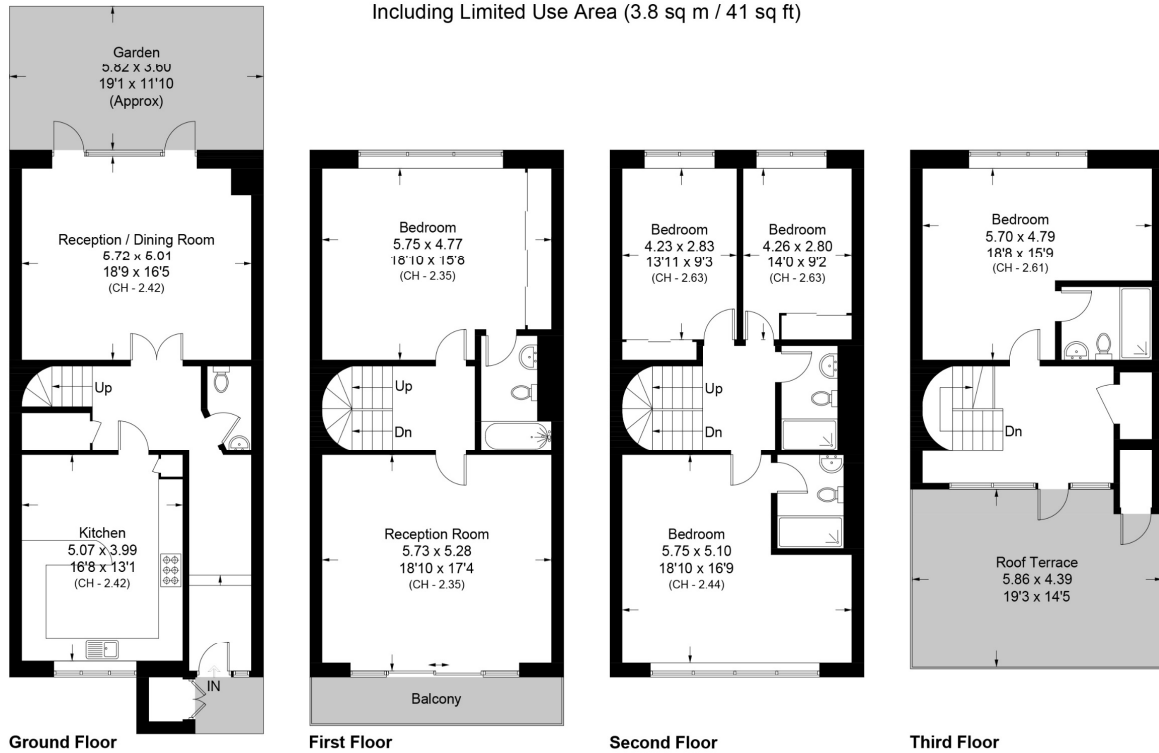 Including Limited Use Area (3.8 sq m / 41 sq ft)
Garden
5.82 x 3.60
19'1 x 11'10
(Approx)
Reception / Dining Room
5.72 x 5.01
18'9 x 16'5
(CH - 2.42)
Up
Kitchen
5.07 x 3.99
16'8 x 13'1
(CH - 2.42)
IN
Ground Floor
Bedroom
5.75 x 4.77
18'10 x 15'8
(CH - 2.35)
Up
Dn
Reception Room
5.73 x 5.28
18'10 x 17'4
(CH - 2.35)
Balcony
First Floor
Bedroom
4.23 x 2.83
13'11 x 9'3
(CH - 2.63)
Bedroom
4.26 x 2.80
14'0 x 9'2
(CH - 2.63)
Up
Dn
Bedroom
5.75 x 5.10
18'10 x 16'9
(CH - 2.44)
Second Floor
Bedroom
5.70 x 4.79
18'8 x 15'9
(CH - 2.61)
Dn
Roof Terrace
5.86 x 4.39
19'3 x 14'5
Third Floor